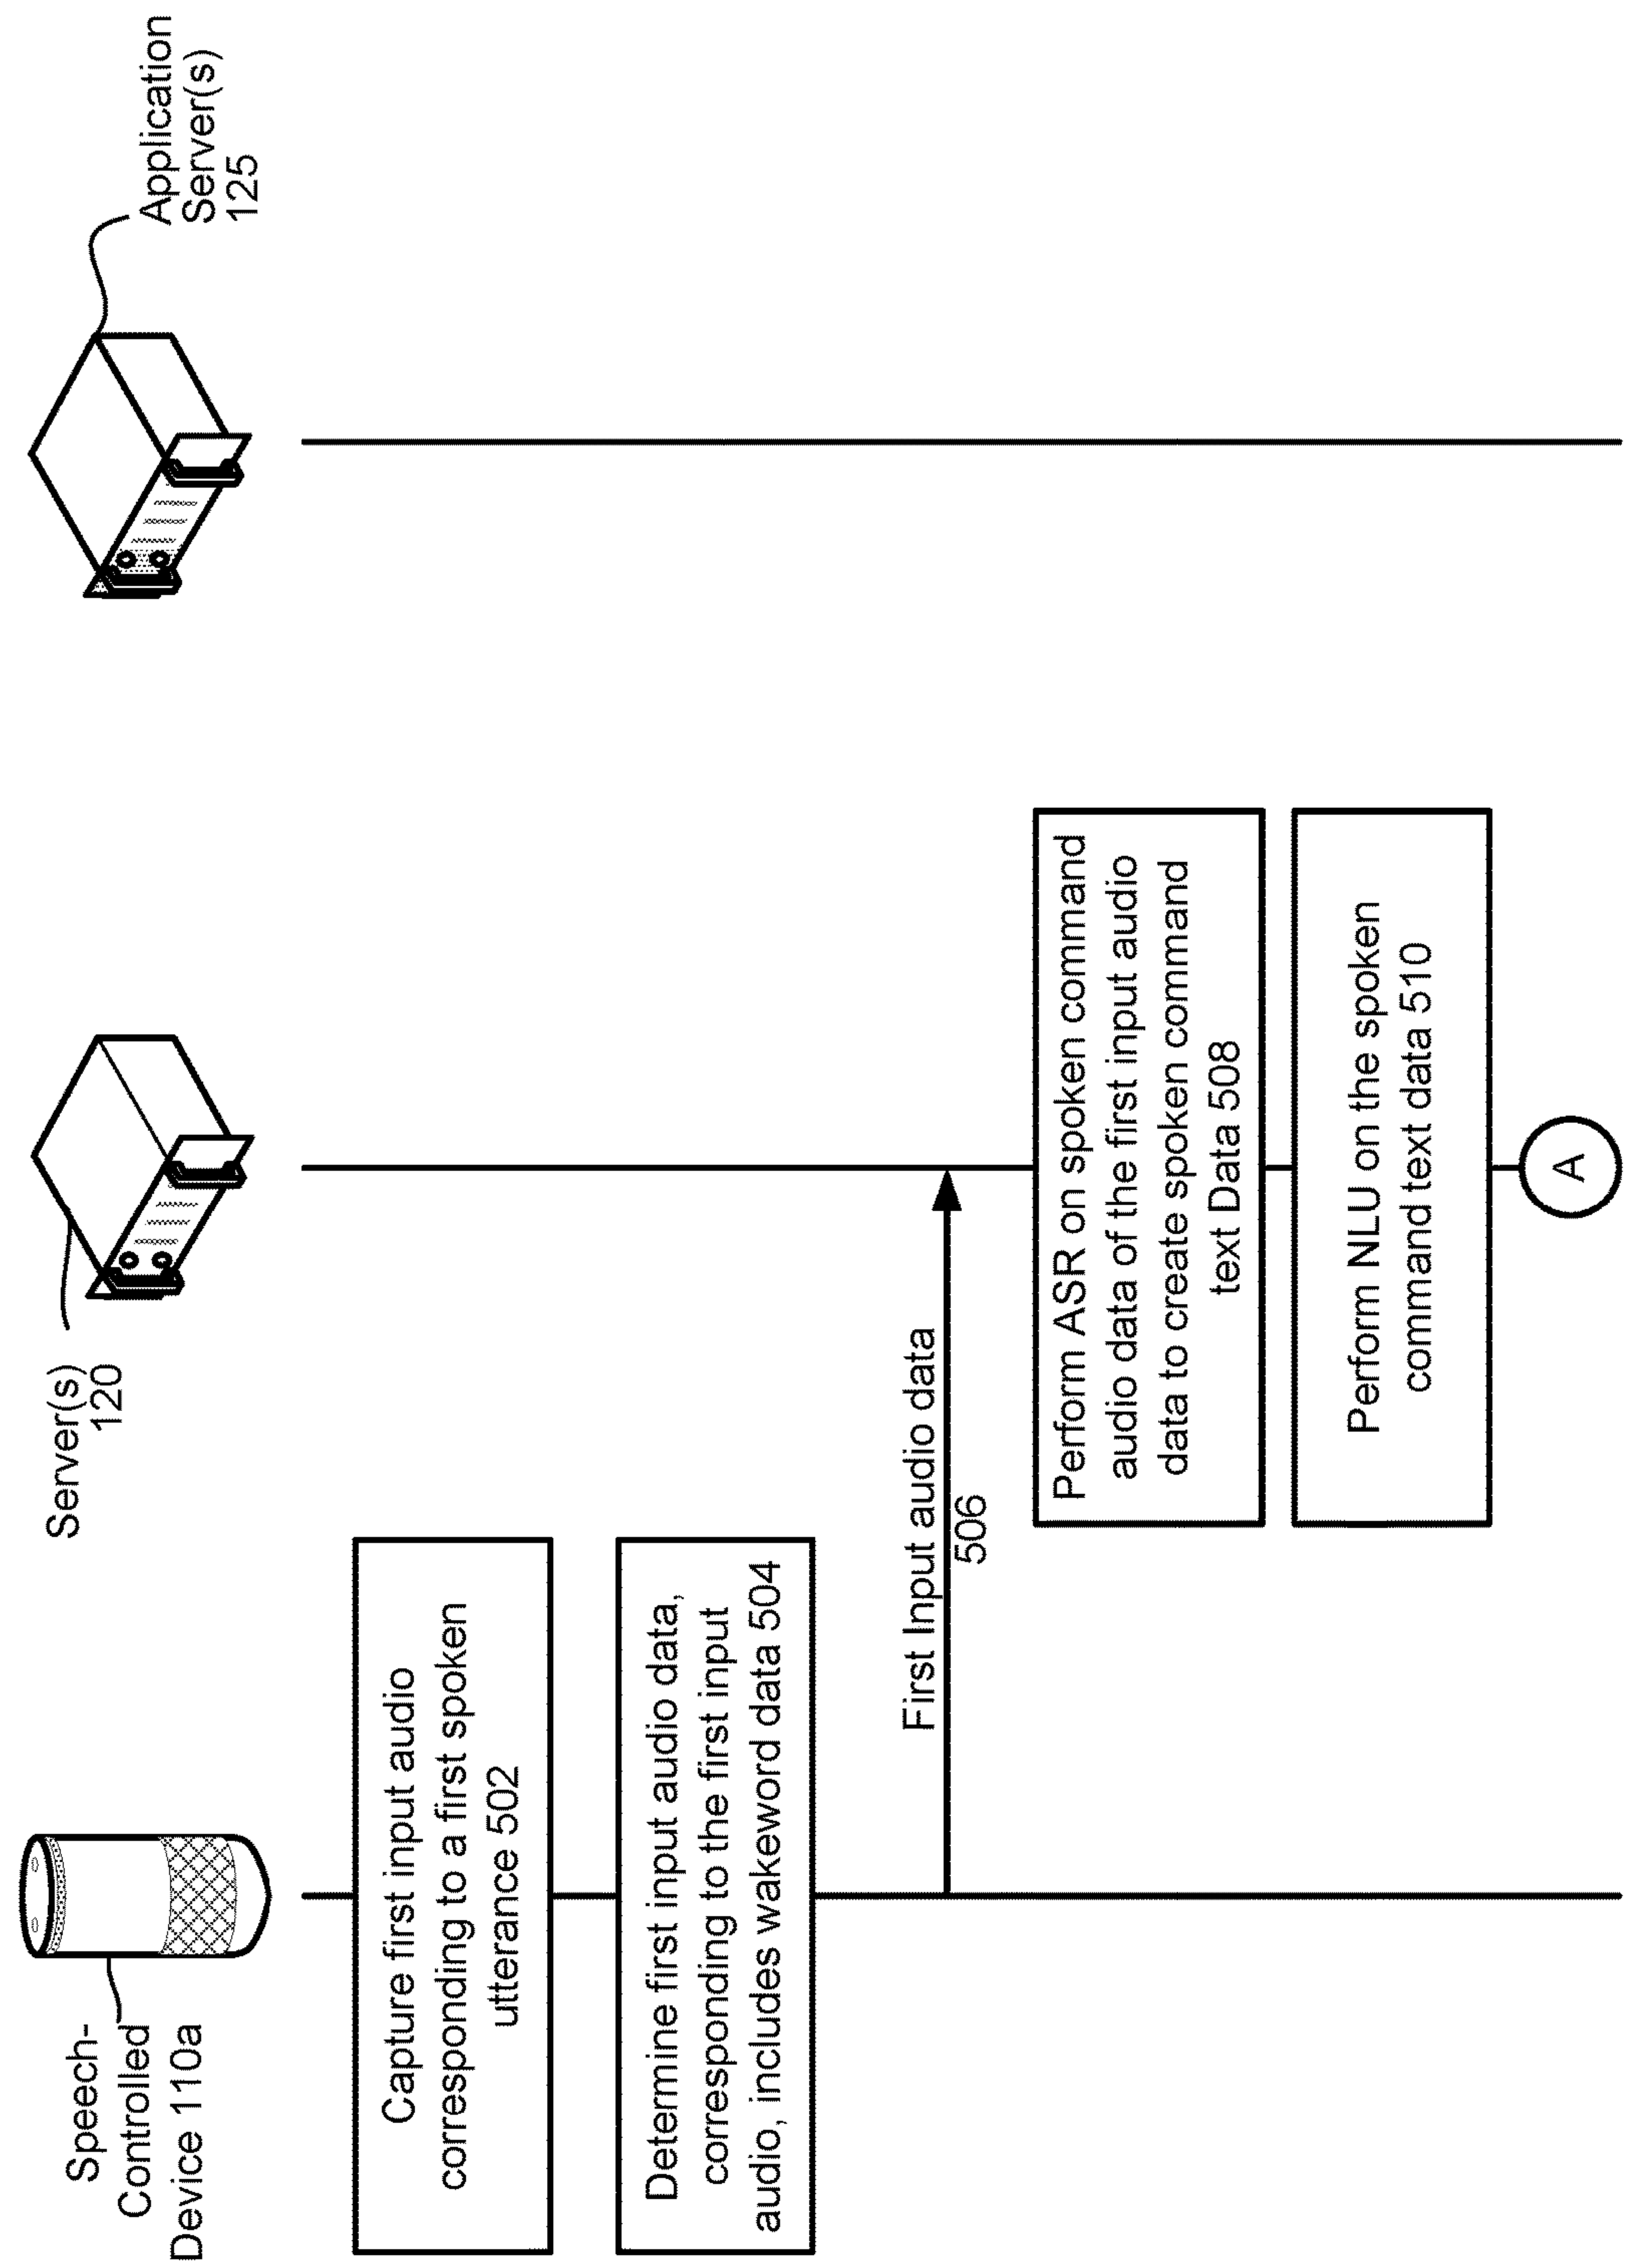 Speech-
Controlled
Device 110a
Server(s)
120
Application
Server(s)
125
Capture first input audio
corresponding to a first spoken
utterance 502
Determine first input audio data,
corresponding to the first input
audio, includes wakeword data 504
First Input audio data
506
Perform ASR on spoken command
audio data of the first input audio
data to create spoken command
text Data 508
Perform NLU on the spoken
command text data 510
A